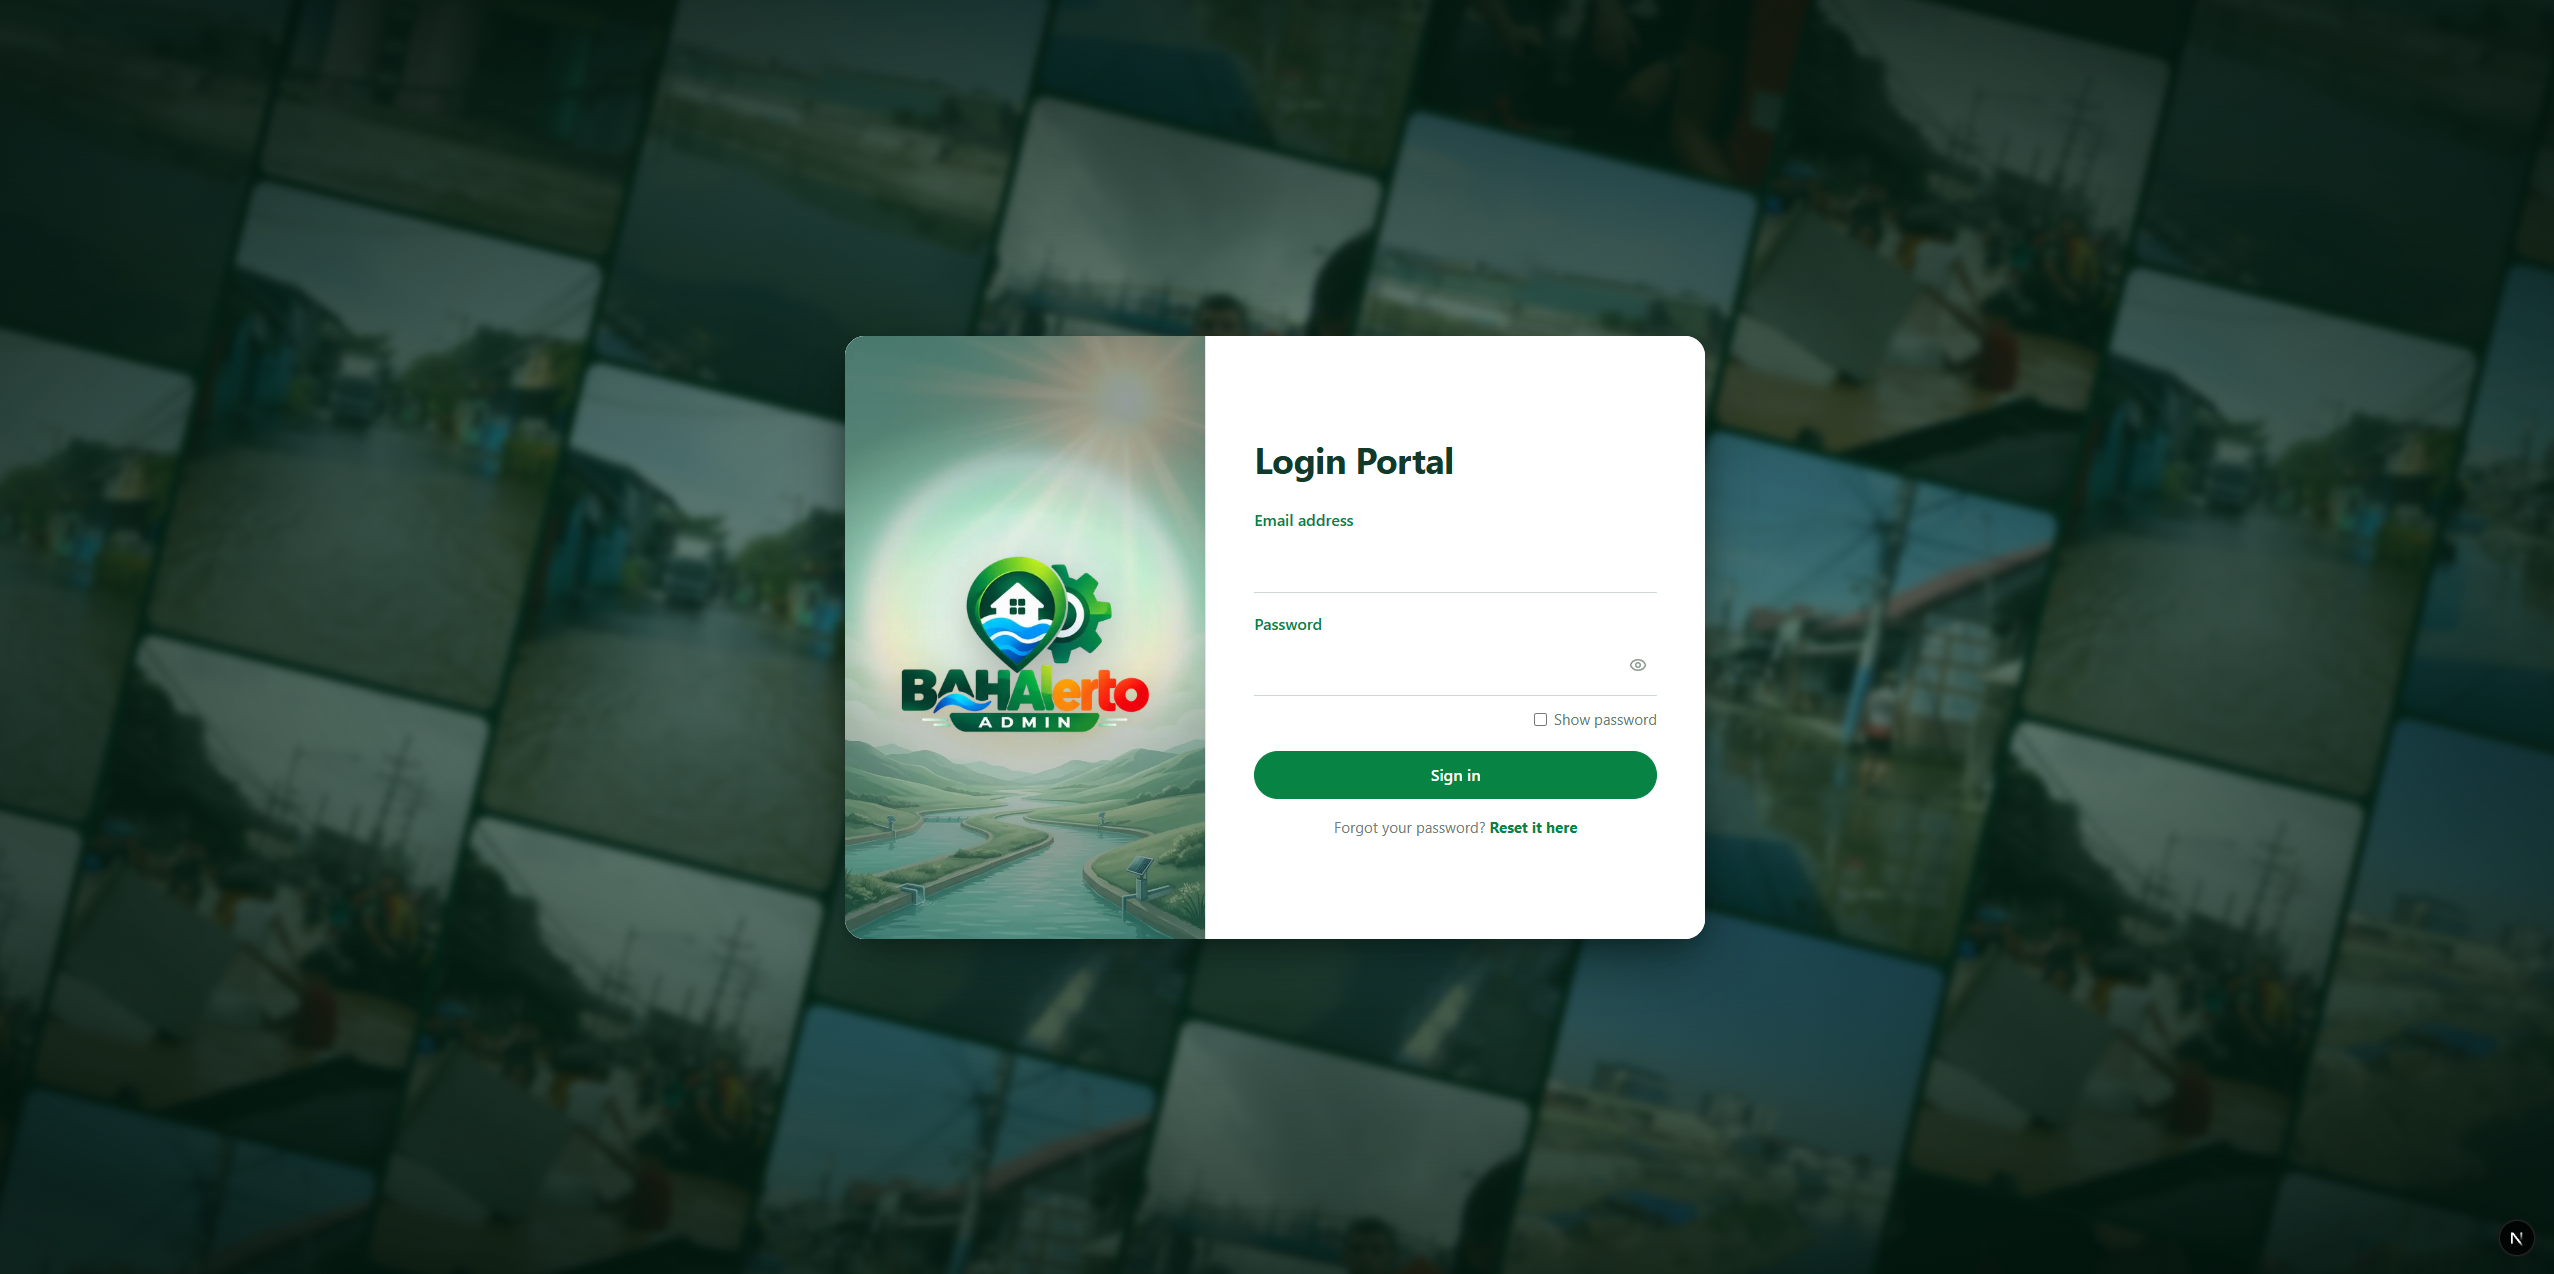 BAHAlerto
ADMIN
Login Portal
Email address
Password
Show password
Sign in
Forgot your password? Reset it here
N